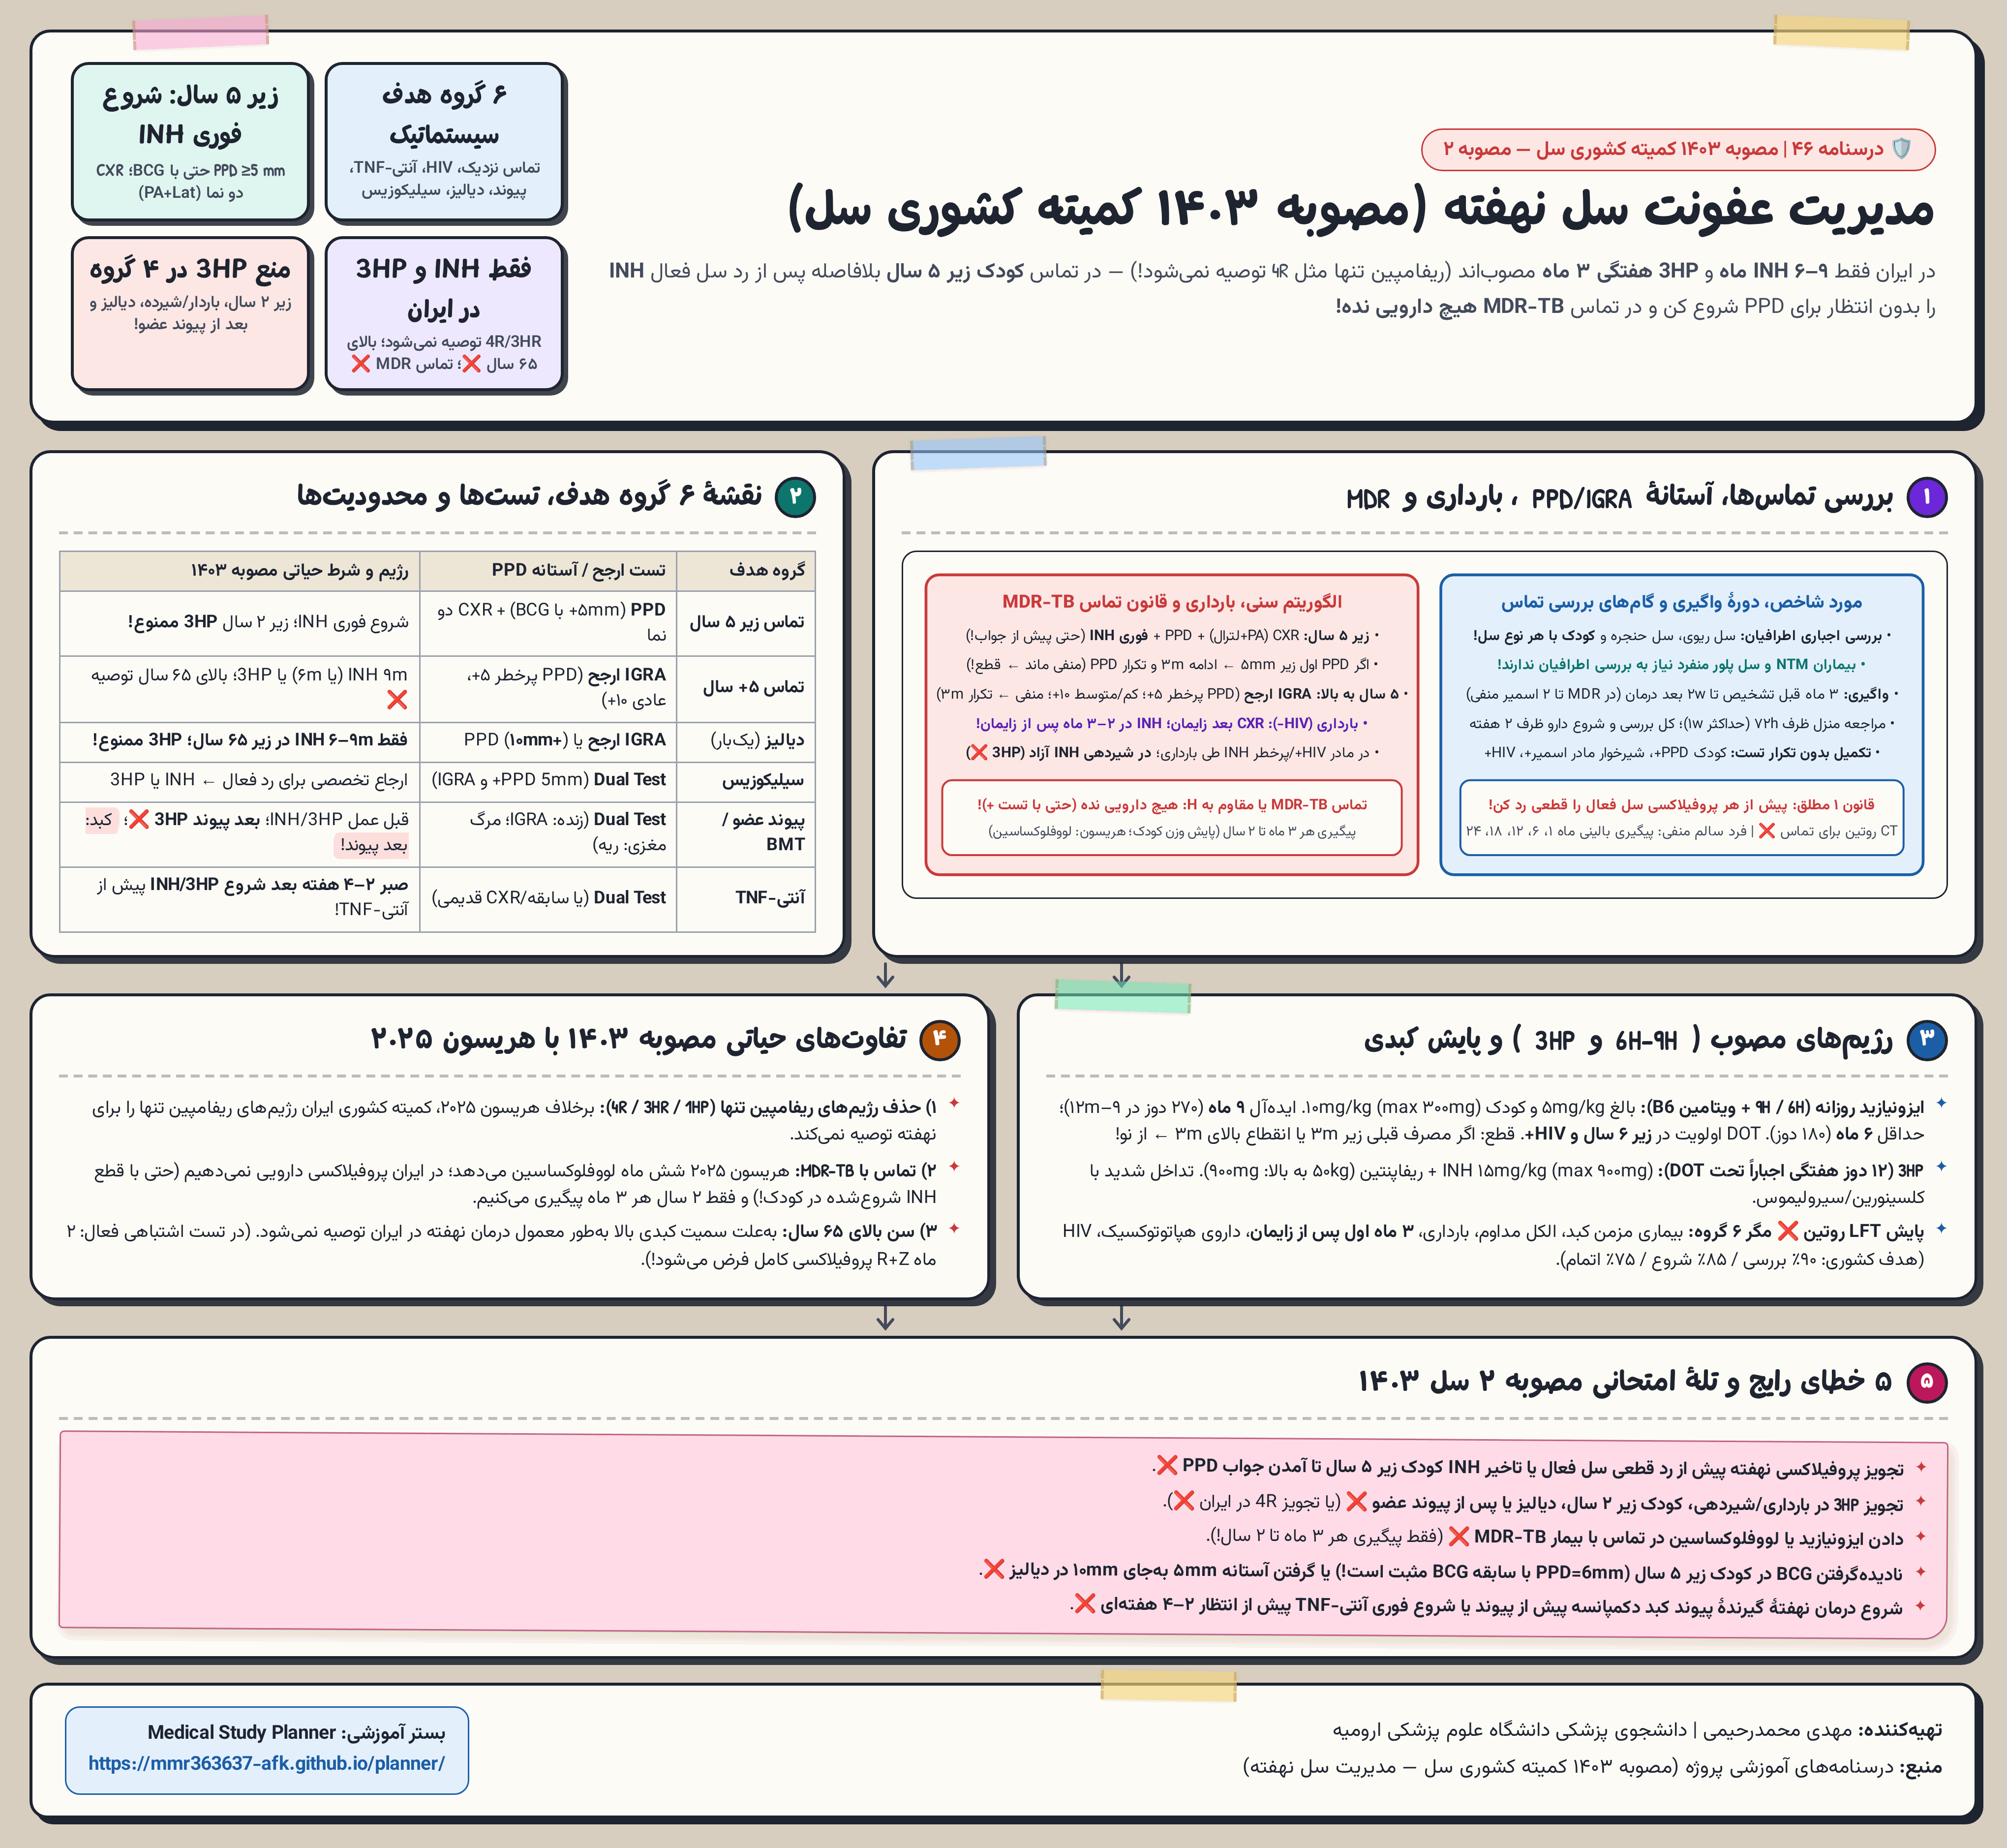 🛡️ درسنامه ۴۶ | مصوبه ۱۴۰۳ کمیته کشوری سل – مصوبه ۲
مدیریت عفونت سل نهفته (مصوبه ۱۴۰۳ کمیته کشوری سل)
در ایران فقط INH ۶–۹ ماه و 3HP هفتگی ۳ ماه مصوب‌اند (ریفامپین تنها مثل 4R توصیه نمی‌شود!) – در تماس کودک زیر ۵ سال بلافاصله پس از رد سل فعال INH
را بدون انتظار برای PPD شروع کن و در تماس MDR-TB هیچ دارویی نده!
۶ گروه هدف
سیستماتیک
تماس نزدیک، HIV، آنتی-TNF،
پیوند، دیالیز، سیلیکوزیس
زیر ۵ سال: شروع
فوری INH
PPD ≥5 mm حتی با BCG؛ CXR
دو نما (PA+Lat)
فقط INH و 3HP
در ایران
4R/3HR توصیه نمی‌شود؛ بالای
۶۵ سال ❌؛ تماس MDR ❌
منع 3HP در ۴ گروه
زیر ۲ سال، باردار/شیرده، دیالیز و
بعد از پیوند عضو!
۱ بررسی تماس‌ها، آستانهٔ PPD/IGRA ، بارداری و MDR
مورد شاخص، دورهٔ واگیری و گام‌های بررسی تماس
• بررسی اجباری اطرافیان: سل ریوی، سل حنجره و کودک با هر نوع سل!
• بیماران NTM و سل پلور منفرد نیاز به بررسی اطرافیان ندارند!
• واگیری: ۳ ماه قبل تشخیص تا ۲w بعد درمان (در MDR تا ۲ اسمیر منفی)
• مراجعه منزل ظرف ۷۲h (حداکثر ۱w)؛ کل بررسی و شروع دارو ظرف ۲ هفته
• تکمیل بدون تکرار تست: کودک PPD+، شیرخوار مادر اسمیر+، HIV+
قانون ۱ مطلق: پیش از هر پروفیلاکسی سل فعال را قطعی رد کن!
CT روتین برای تماس ❌ | فرد سالم منفی: پیگیری بالینی ماه ۱، ۶، ۱۲، ۱۸، ۲۴
الگوریتم سنی، بارداری و قانون تماس MDR-TB
• زیر ۵ سال: CXR (PA+لترال) + PPD + فوری INH (حتی پیش از جواب!)
• اگر PPD اول زیر ۵mm ← ادامه ۳m و تکرار PPD (منفی ماند ← قطع!)
• ۵ سال به بالا: IGRA ارجح (PPD پرخطر ۵+؛ کم/متوسط ۱۰+؛ منفی ← تکرار ۳m)
• بارداری (HIV-): CXR بعد زایمان؛ INH در ۲–۳ ماه پس از زایمان!
• در مادر HIV+/پرخطر INH طی بارداری؛ در شیردهی INH آزاد (3HP ❌)
تماس MDR-TB یا مقاوم به H: هیچ دارویی نده (حتی با تست +)!
پیگیری هر ۳ ماه تا ۲ سال (پایش وزن کودک؛ هریسون: لووفلوکساسین)
۲ نقشهٔ ۶ گروه هدف، تست‌ها و محدودیت‌ها
گروه هدف | تست ارجح / آستانه PPD | رژیم و شرط حیاتی مصوبه ۱۴۰۳
تماس زیر ۵ سال | PPD (۵mm+ با BCG) + CXR دو نما | شروع فوری INH؛ زیر ۲ سال 3HP ممنوع!
تماس ۵+ سال | IGRA ارجح (PPD پرخطر ۵+، عادی ۱۰+) | INH ۹m (یا ۶m) یا 3HP؛ بالای ۶۵ سال توصیه ❌
دیالیز (یک‌بار) | IGRA ارجح یا PPD (۱۰mm+) | فقط INH ۶–۹m در زیر ۶۵ سال؛ 3HP ممنوع!
سیلیکوزیس | Dual Test (PPD 5mm+ و IGRA) | ارجاع تخصصی برای رد فعال ← INH یا 3HP
پیوند عضو / BMT | Dual Test (زنده: IGRA؛ مرگ مغزی: ربه) | قبل عمل INH/3HP؛ بعد پیوند 3HP ❌؛ کبد: بعد پیوند!
آنتی-TNF | Dual Test (یا سابقه/CXR قدیمی) | صبر ۲–۴ هفته بعد شروع INH/3HP پیش از آنتی-TNF!
۳ رژیم‌های مصوب ( 6H-9H و 3HP ) و پایش کبدی
✦ ایزونیازید روزانه (6H / 9H + ویتامین B6): بالغ ۵mg/kg و کودک ۱۰mg/kg (max ۳۰۰mg). ایده‌آل ۹ ماه (۲۷۰ دوز در ۹–۱۲m)؛
حداقل ۶ ماه (۱۸۰ دوز). DOT اولویت در زیر ۶ سال و HIV+. قطع: اگر مصرف قبلی زیر ۳m یا انقطاع بالای ۳m ← از نو!
✦ 3HP (۱۲ دوز هفتگی اجباراً تحت DOT): INH ۱۵mg/kg (max ۹۰۰mg) + ریفاپنتین (۵۰kg به بالا: ۹۰۰mg). تداخل شدید با
کلسینورین/سیرولیموس.
✦ پایش LFT روتین ❌ مگر ۶ گروه: بیماری مزمن کبد، الکل مداوم، بارداری، ۳ ماه اول پس از زایمان، داروی هپاتوتوکسیک، HIV
(هدف کشوری: ۹۰٪ بررسی / ۸۵٪ شروع / ۷۵٪ اتمام).
۴ تفاوت‌های حیاتی مصوبه ۱۴۰۳ با هریسون ۲۰۲۵
✦ ۱) حذف رژیم‌های ریفامپین تنها (4R / 3HR / 1HP): برخلاف هریسون ۲۰۲۵، کمیته کشوری ایران رژیم‌های ریفامپین تنها را برای
نهفته توصیه نمی‌کند.
✦ ۲) تماس با MDR-TB: هریسون ۲۰۲۵ شش ماه لووفلوکساسین می‌دهد؛ در ایران پروفیلاکسی دارویی نمی‌دهیم (حتی با قطع
INH شروع‌شده در کودک!) و فقط ۲ سال هر ۳ ماه پیگیری می‌کنیم.
✦ ۳) سن بالای ۶۵ سال: به‌علت سمیت کبدی بالا به‌طور معمول درمان نهفته در ایران توصیه نمی‌شود. (در تست اشتباهی فعال: ۲
ماه R+Z پروفیلاکسی کامل فرض می‌شود!).
۵ ۵ خطای رایج و تلهٔ امتحانی مصوبه ۲ سل ۱۴۰۳
✦ تجویز پروفیلاکسی نهفته پیش از رد قطعی سل فعال یا تاخیر INH کودک زیر ۵ سال تا آمدن جواب PPD ❌.
✦ تجویز 3HP در بارداری/شیردهی، کودک زیر ۲ سال، دیالیز یا پس از پیوند عضو ❌ (یا تجویز 4R در ایران ❌).
✦ دادن ایزونیازید یا لووفلوکساسین در تماس با بیمار MDR-TB ❌ (فقط پیگیری هر ۳ ماه تا ۲ سال!).
✦ نادیده‌گرفتن BCG در کودک زیر ۵ سال (PPD=6mm با سابقه BCG مثبت است!) یا گرفتن آستانه ۵mm به‌جای ۱۰mm در دیالیز ❌.
✦ شروع درمان نهفتهٔ گیرندهٔ پیوند کبد دکمپانسه پیش از پیوند یا شروع فوری آنتی-TNF پیش از انتظار ۲–۴ هفته‌ای ❌.
تهیه‌کننده: مهدی محمدرحیمی | دانشجوی پزشکی دانشگاه علوم پزشکی ارومیه
منبع: درسنامه‌های آموزشی پروژه (مصوبه ۱۴۰۳ کمیته کشوری سل – مدیریت سل نهفته)
بستر آموزشی: Medical Study Planner
https://mmr363637-afk.github.io/planner/